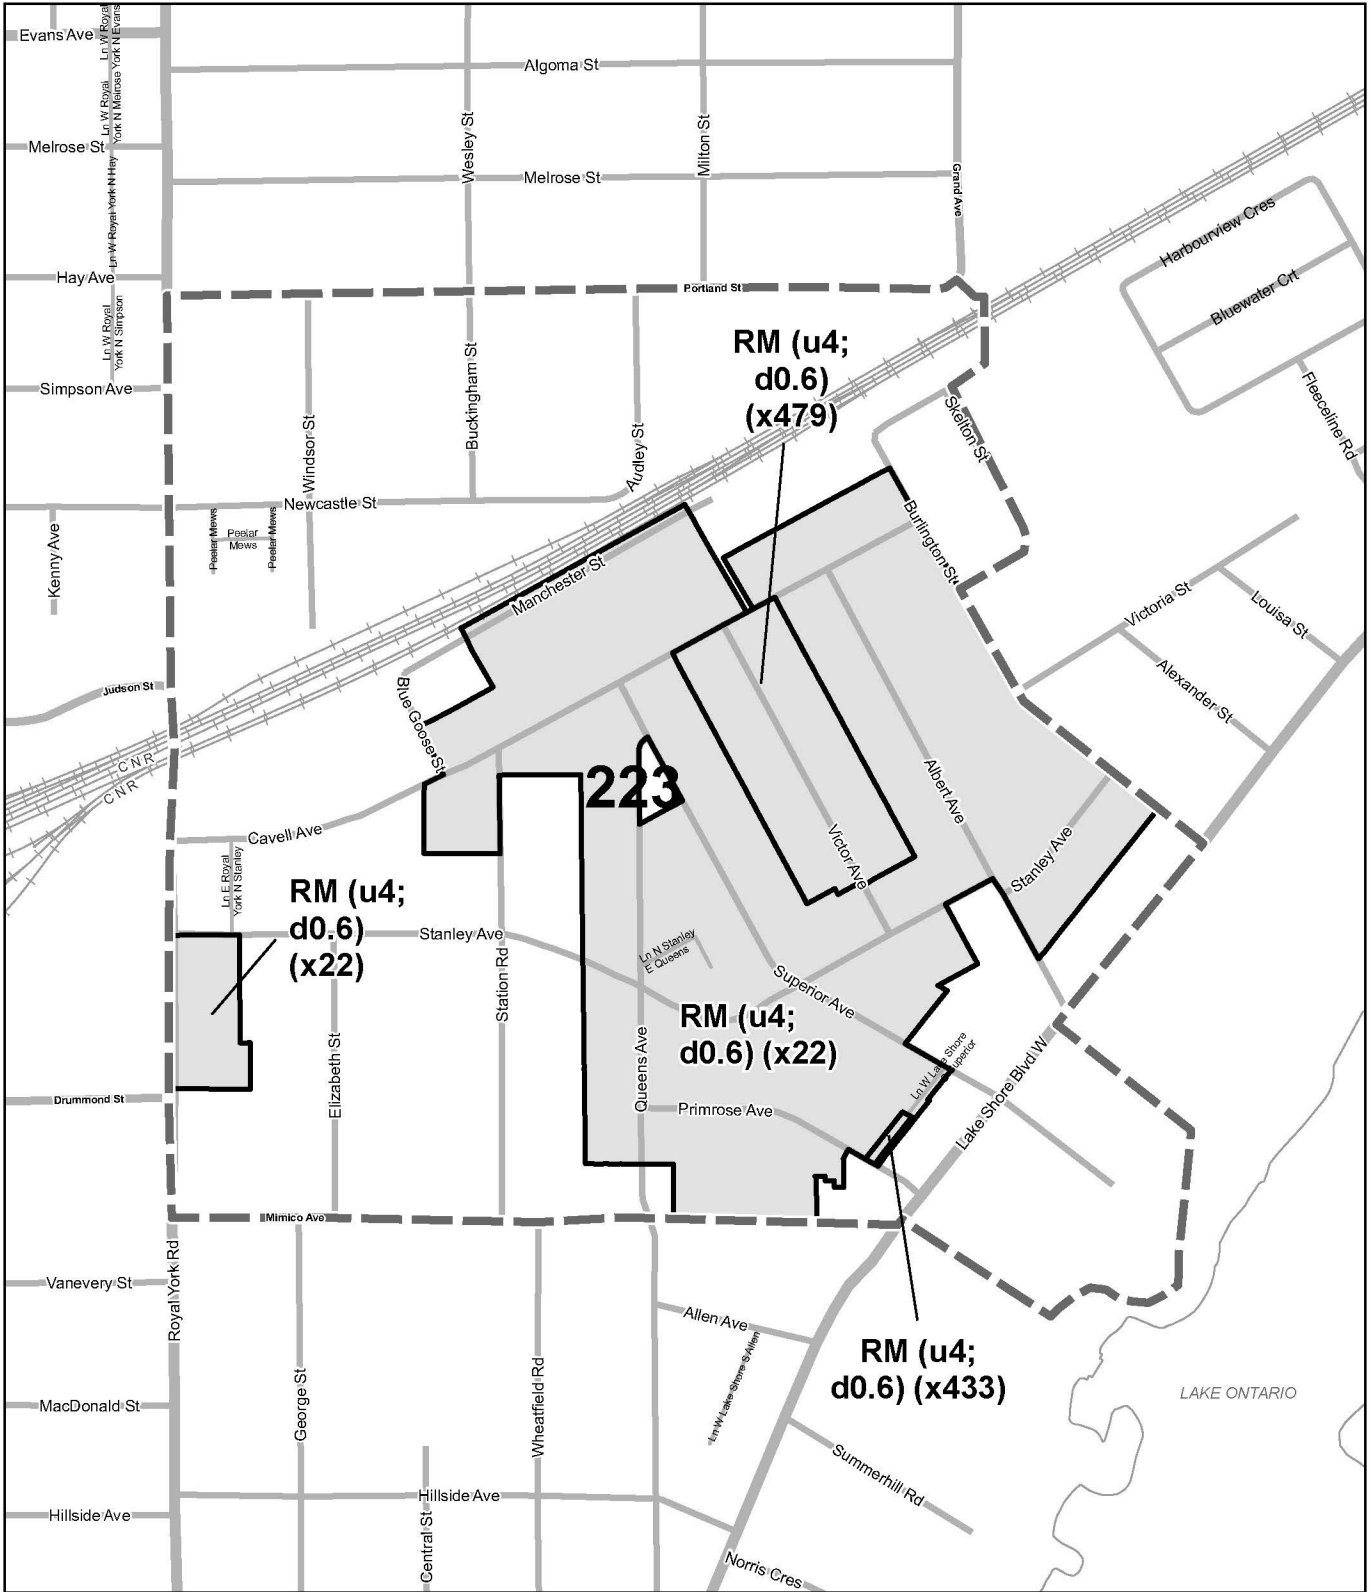 Evans Ave
Ln W Royal
York N Evans
Algoma St
Ln W Royal
York N Melrose
Wesley St
Milton St
Melrose St
Melrose St
Grand Ave
Ln W Royal York N Hay
Harbourview Cres
Hay Ave
Portland St
Bluewater Crt
Ln W Royal
York N Simpson
RM (u4;
d0.6)
(x479)
Simpson Ave
Buckingham St
Windsor St
Audley St
Skelton St
Fleeceline Rd
Newcastle St
Kenny Ave
Peelar Mews
Peelar
Mews
Peelar Mews
Burlington St
Manchester St
Victoria St
Louisa St
Judson St
Blue Goose St
Alexander St
CNR
CNR
223
Albert Ave
Cavell Ave
Victor Ave
Stanley Ave
Ln E Royal
York N Stanley
RM (u4;
d0.6)
(x22)
Stanley Ave
Ln N Stanley
E Queens
Station Rd
Superior Ave
RM (u4;
d0.6) (x22)
Elizabeth St
Queens Ave
Ln W Lake Shore
Superior
Lake Shore Blvd W
Drummond St
Primrose Ave
Mimico Ave
Royal York Rd
Vanevery St
Allen Ave
RM (u4;
d0.6) (x433)
Ln W Lake Shore S Allen
MacDonald St
George St
Wheatfield Rd
LAKE ONTARIO
Summerhill Rd
Hillside Ave
Hillside Ave
Central St
Norris Cres